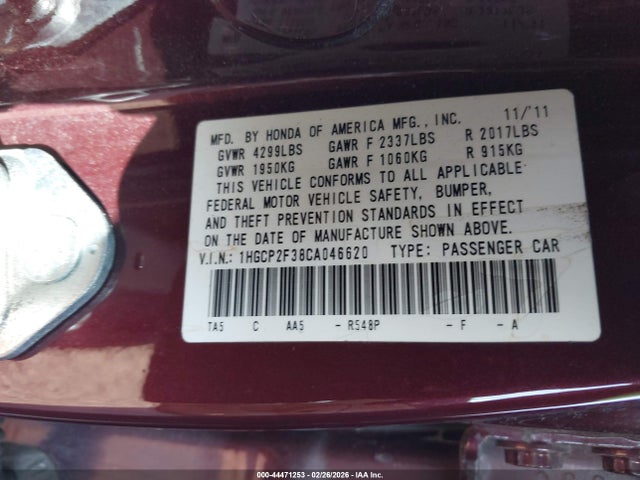 MFD. BY HONDA OF AMERICA MFG., INC. 11/'11
GVWR 4299LBS GAWR F 2337LBS R 2017LBS
GVWR 1950KG GAWR F 1060KG R 915KG
THIS VEHICLE CONFORMS TO ALL APPLICABLE
FEDERAL MOTOR VEHICLE SAFETY, BUMPER,
AND THEFT PREVENTION STANDARDS IN EFFECT
ON THE DATE OF MANUFACTURE SHOWN ABOVE.
V.I.N.: 1HGCP2F38CA046620 TYPE: PASSENGER CAR
TA5 C AA5 - R548P - F - A
000-44471253 - 02/26/2026 - IAA Inc.